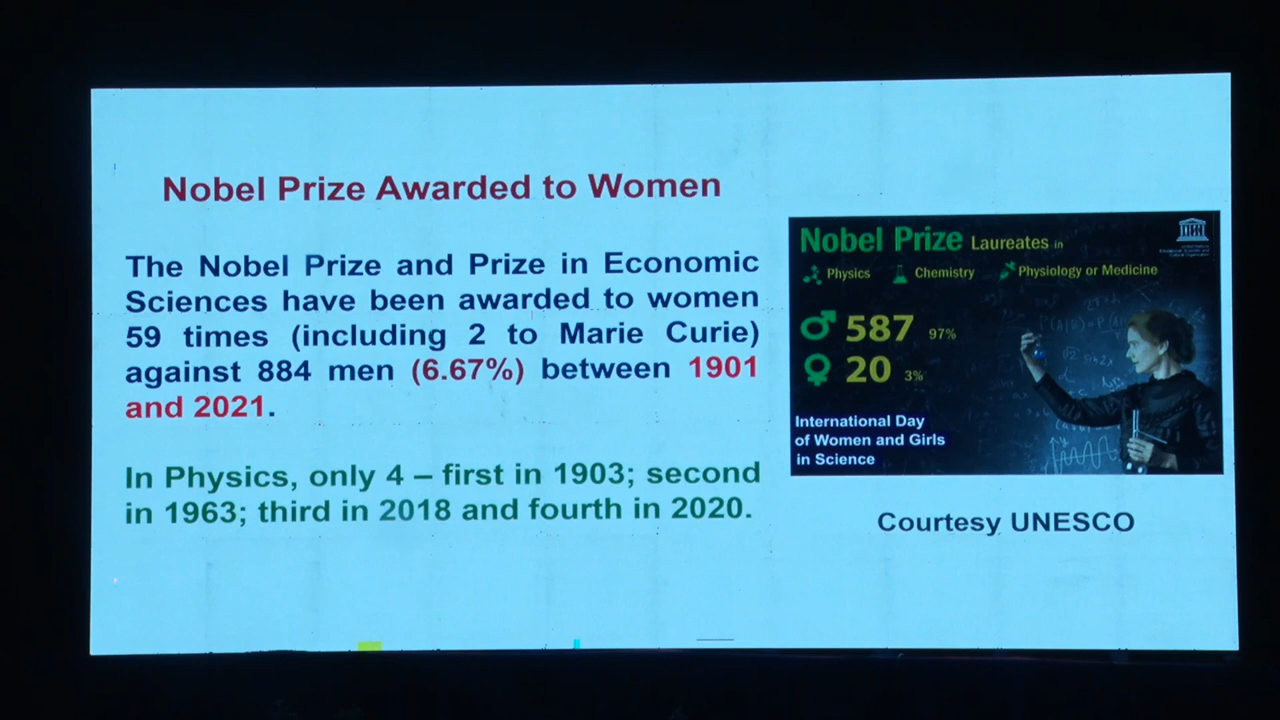 Nobel Prize Awarded to Women
The Nobel Prize and Prize in Economic
Sciences have been awarded to women
59 times (including 2 to Marie Curie)
against 884 men (6.67%) between 1901
and 2021.
In Physics, only 4 – first in 1903; second
in 1963; third in 2018 and fourth in 2020.
Nobel Prize Laureates in
Physics Chemistry Physiology or Medicine
587 97%
20 3%
International Day
of Women and Girls
in Science
Courtesy UNESCO